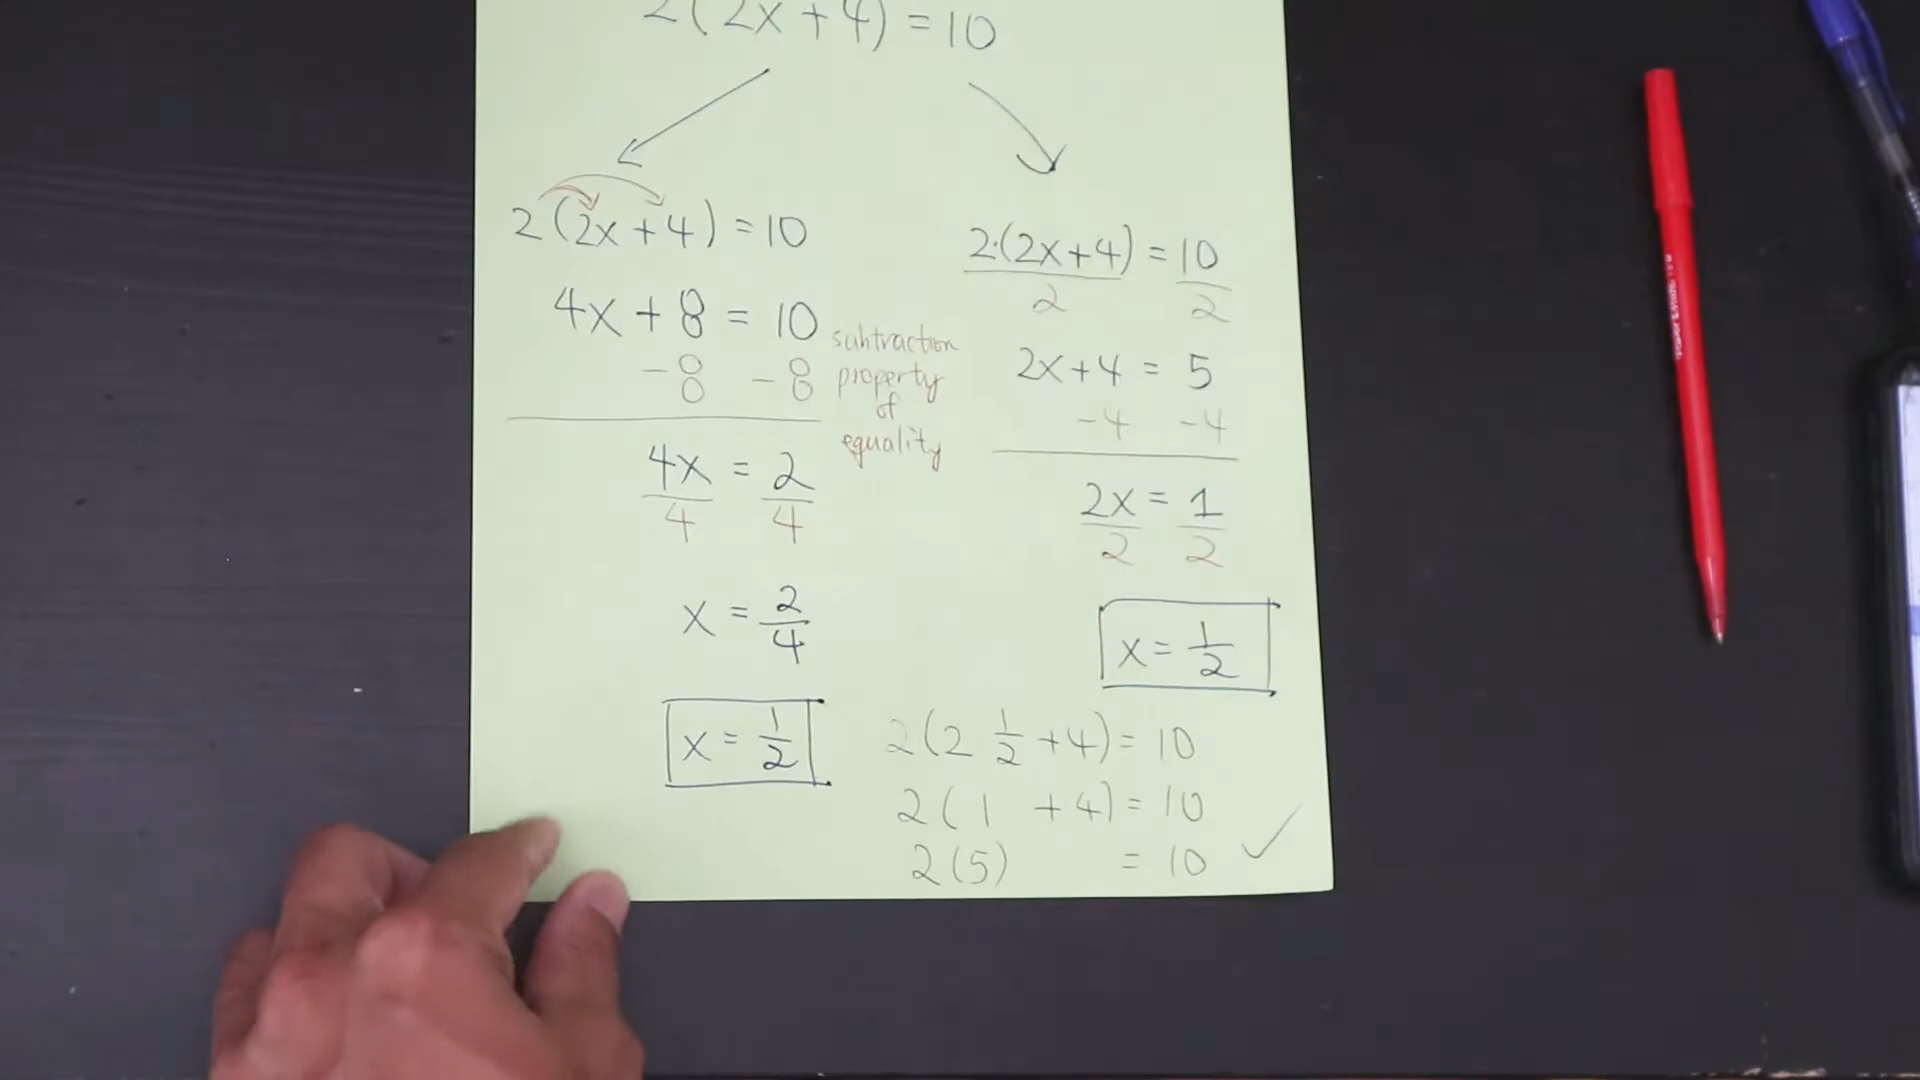 2(2x+4)=10
2(2x+4)=10
4x+8=10
-8 -8
subtraction
property
of
equality
4x=2
4 4
x=2/4
x=1/2
2·(2x+4)=10
2 2
2x+4=5
-4 -4
2x=1
2 2
x=1/2
2(2 1/2+4)=10
2(1 +4)=10
2(5) =10 ✓